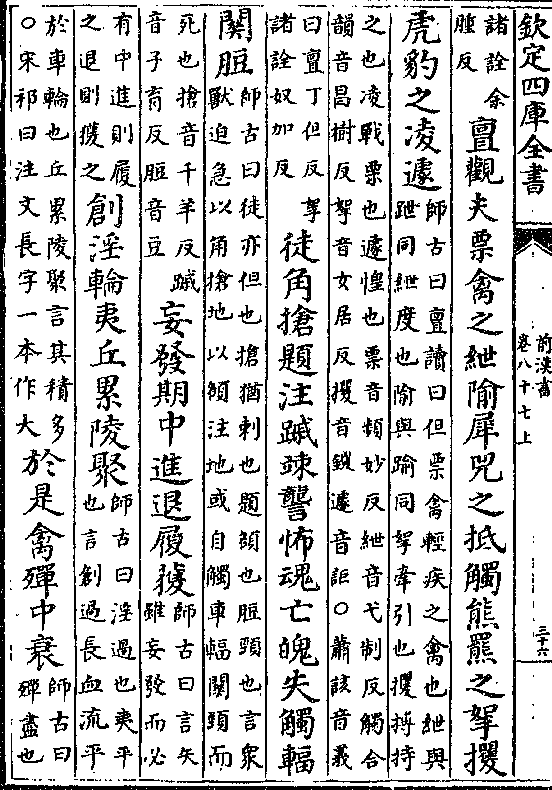 欽定四庫全書
前漢書
卷八十七上
三十六
諸詮余
腫反
亶觀夫票禽之紲隃犀兕之抵觸熊羆之挐攫
虎豹之凌遽
師古曰亶讀曰但票禽輕疾之禽也紲與
跇同紲度也隃與踰同挐牽引也攫搏持
之也凌戰栗也遽惶也票音頻妙反紲音弋制反觸合
韻音昌樹反挐音女居反攫音钁遽音詎○蕭該音義
曰亶丁但反挐
諸詮奴加反
徒角搶題注䠞竦讋怖魂亡魄失觸輻
關脰
師古曰徒亦但也搶猶刺也題頟也脰頸也言衆
獸迫急以角搶地以頟注地或自觸車輻關頸而
死也搶音千羊反䠞
音子育反脰音豆
妄發期中進退履獲
師古曰言矢
雖妄發而必
有中進則履
之退則獲之
創淫輪夷丘累陵聚
師古曰淫過也夷平
也言創過長血流平
於車輪也丘累陵聚言其積多
○宋祁曰注文長字一本作大
於是禽殫中衰
師古曰
殫盡也